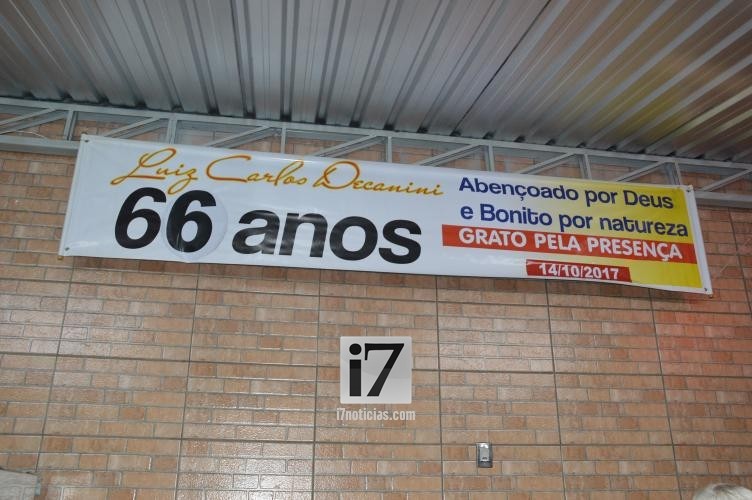 Luiz Carlos Decanini
66 anos
Abençoado por Deus
e Bonito por natureza
GRATO PELA PRESENÇA
14/10/2017
i7
i7noticias.com